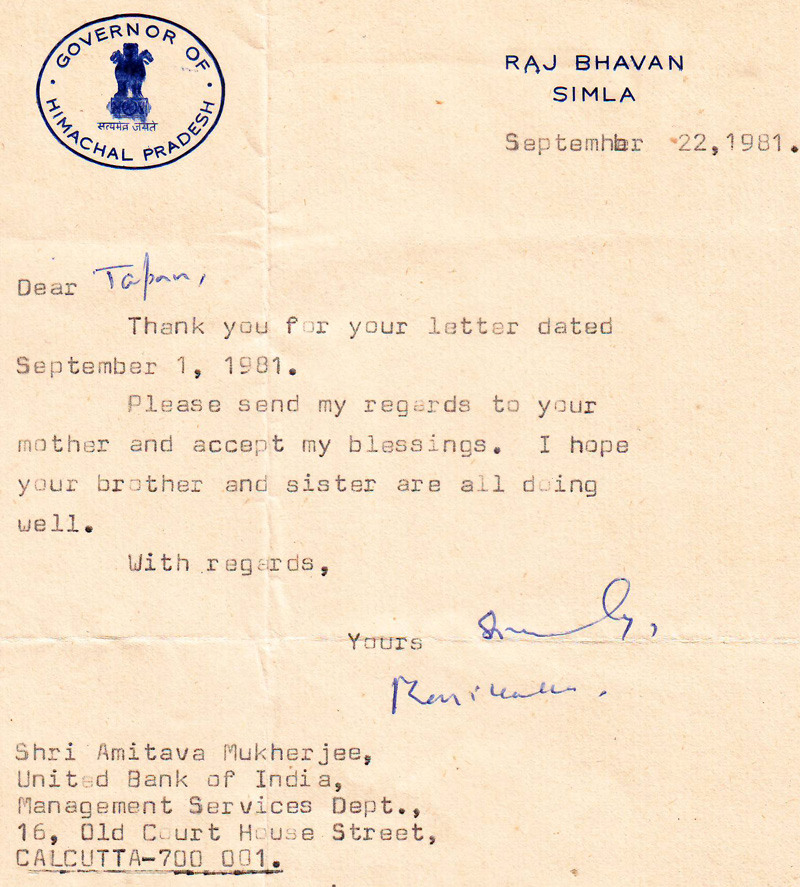 GOVERNOR OF
HIMACHAL PRADESH
सत्यमेव जयते
RAJ BHAVAN
SIMLA
September 22,1981.
Dear Tapan,
Thank you for your letter dated
September 1, 1981.
Please send my regards to your
mother and accept my blessings. I hope
your brother and sister are all doing
well.
With regards,
Yours Sincerely,
Shri Amitava Mukherjee,
United Bank of India,
Management Services Dept.,
16, Old Court House Street,
CALCUTTA-700 001.